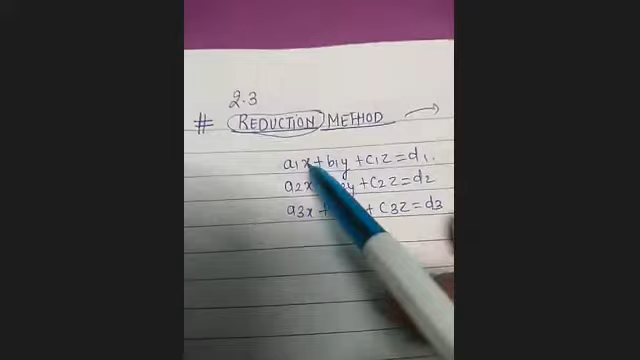 2.3
# REDUCTION METHOD →
a1x + b1y + c1z = d1.
a2x y + c2z = d2
a3x + + c3z = d3